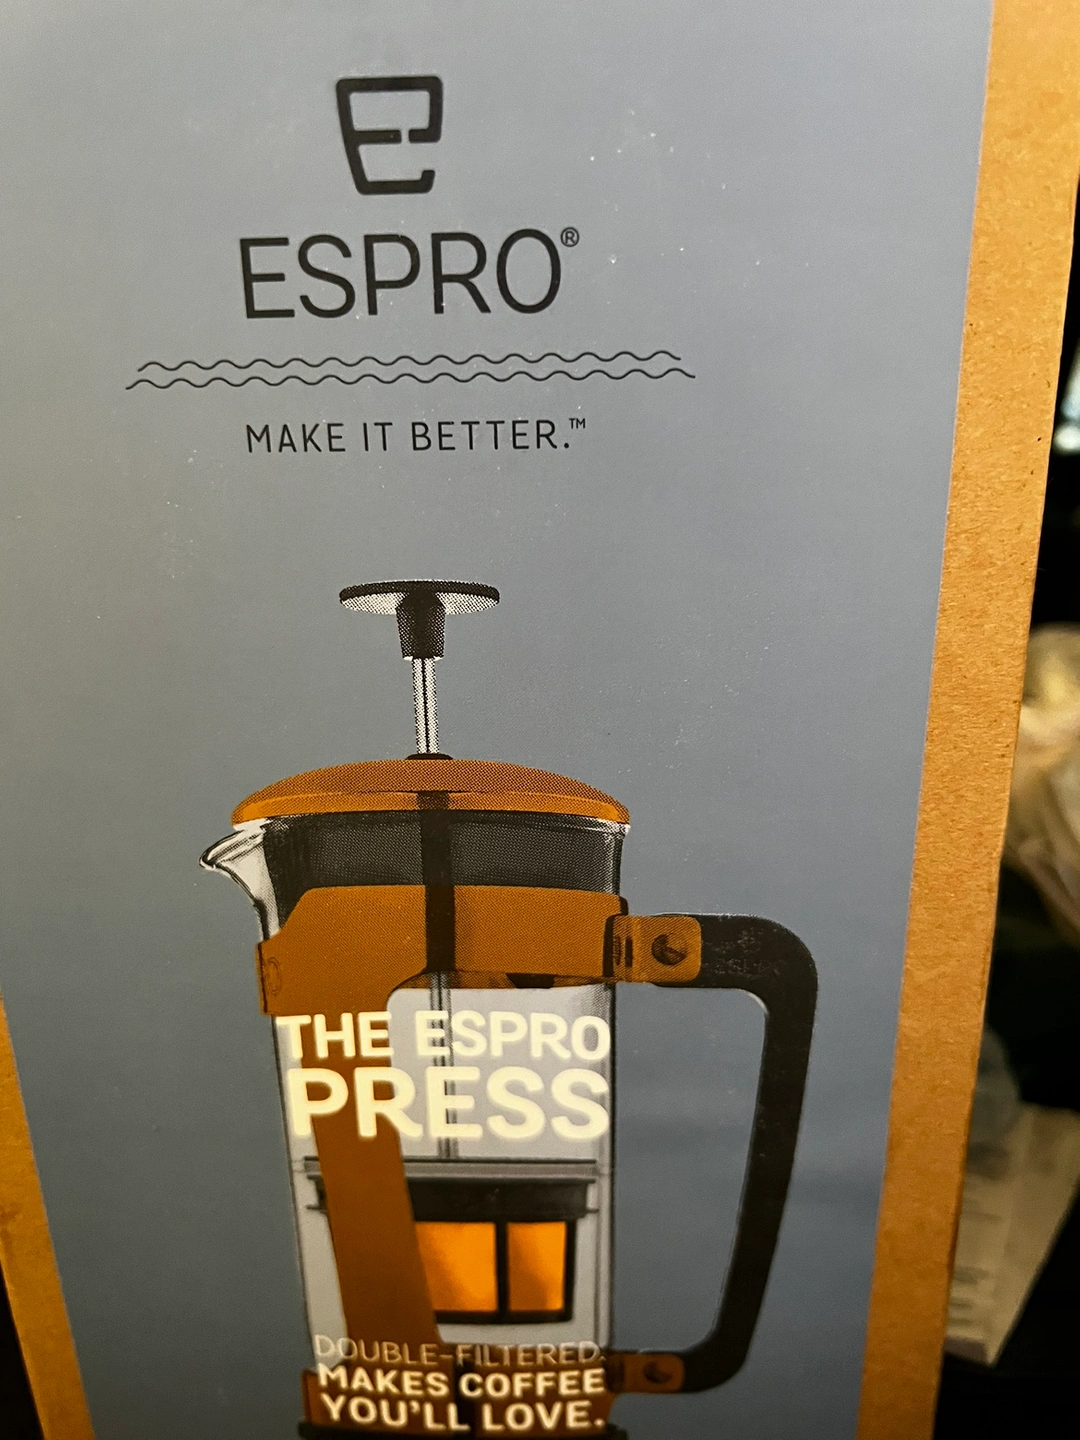 ESPRO®
MAKE IT BETTER.™
THE ESPRO
PRESS
DOUBLE-FILTERED.
MAKES COFFEE
YOU'LL LOVE.